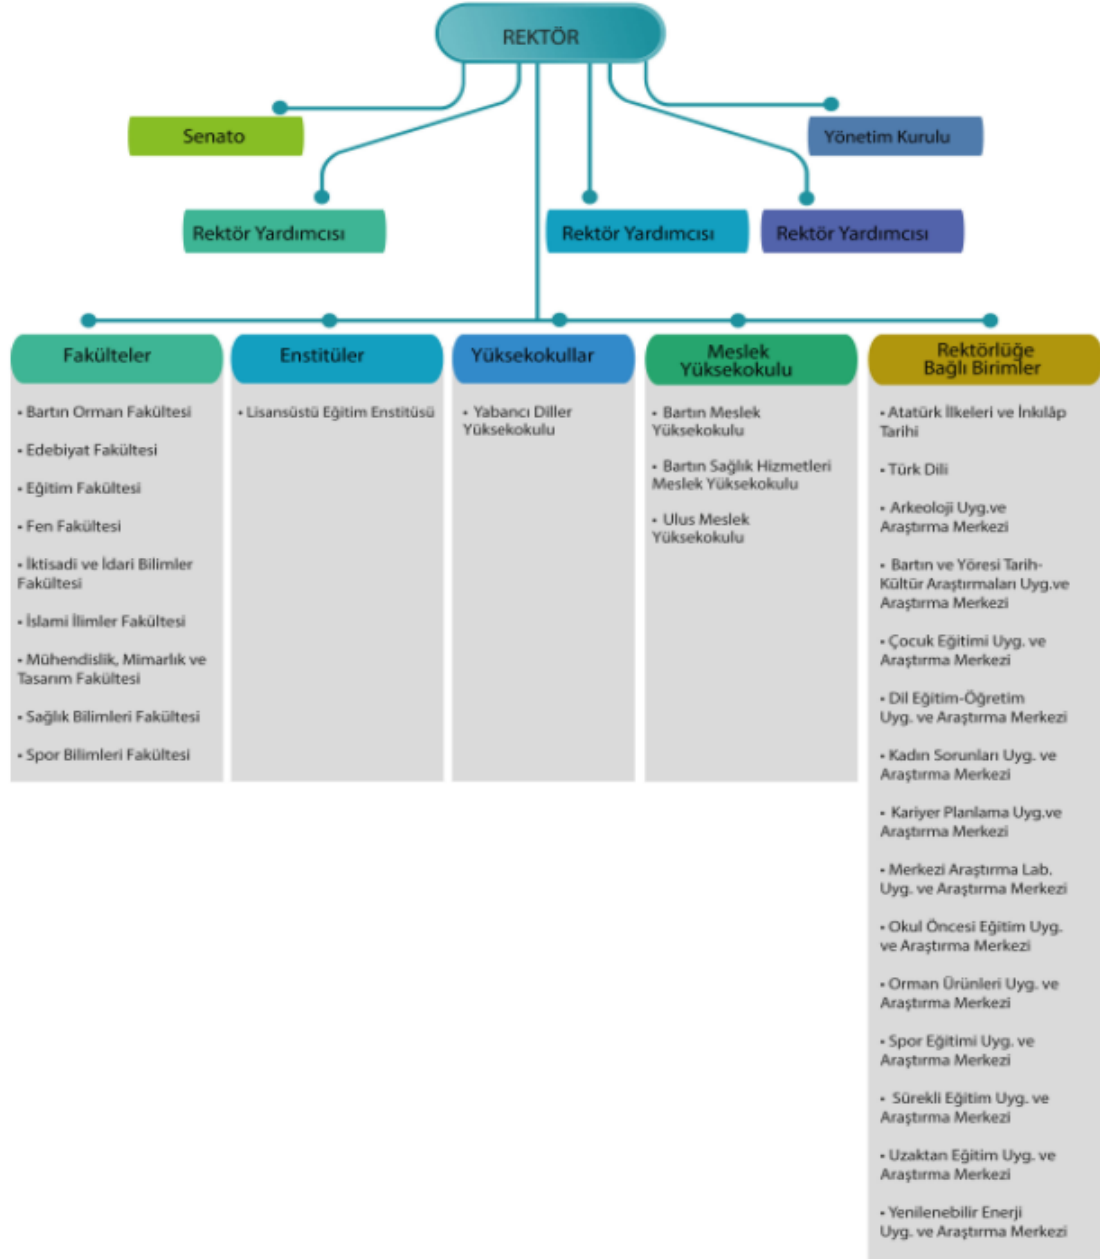 REKTÖR
Senato
Yönetim Kurulu
Rektör Yardımcısı
Rektör Yardımcısı
Rektör Yardımcısı
Fakülteler
• Bartın Orman Fakültesi
• Edebiyat Fakültesi
• Eğitim Fakültesi
• Fen Fakültesi
• İktisadi ve İdari Bilimler
Fakültesi
• İslami İlimler Fakültesi
• Mühendislik, Mimarlık ve
Tasarım Fakültesi
• Sağlık Bilimleri Fakültesi
• Spor Bilimleri Fakültesi
Enstitüler
• Lisansüstü Eğitim Enstitüsü
Yüksekokullar
• Yabancı Diller
Yüksekokulu
Meslek
Yüksekokulu
• Bartın Meslek
Yüksekokulu
• Bartın Sağlık Hizmetleri
Meslek Yüksekokulu
• Ulus Meslek
Yüksekokulu
Rektörlüğe
Bağlı Birimler
• Atatürk İlkeleri ve İnkılâp
Tarihi
• Türk Dili
• Arkeoloji Uyg.ve
Araştırma Merkezi
• Bartın ve Yöresi Tarih-
Kültür Araştırmaları Uyg.ve
Araştırma Merkezi
• Çocuk Eğitimi Uyg. ve
Araştırma Merkezi
• Dil Eğitim-Öğretim
Uyg. ve Araştırma Merkezi
• Kadın Sorunları Uyg. ve
Araştırma Merkezi
• Kariyer Planlama Uyg.ve
Araştırma Merkezi
• Merkezi Araştırma Lab.
Uyg. ve Araştırma Merkezi
• Okul Öncesi Eğitim Uyg.
ve Araştırma Merkezi
• Orman Ürünleri Uyg. ve
Araştırma Merkezi
• Spor Eğitimi Uyg. ve
Araştırma Merkezi
• Sürekli Eğitim Uyg. ve
Araştırma Merkezi
• Uzaktan Eğitim Uyg. ve
Araştırma Merkezi
• Yenilenebilir Enerji
Uyg. ve Araştırma Merkezi